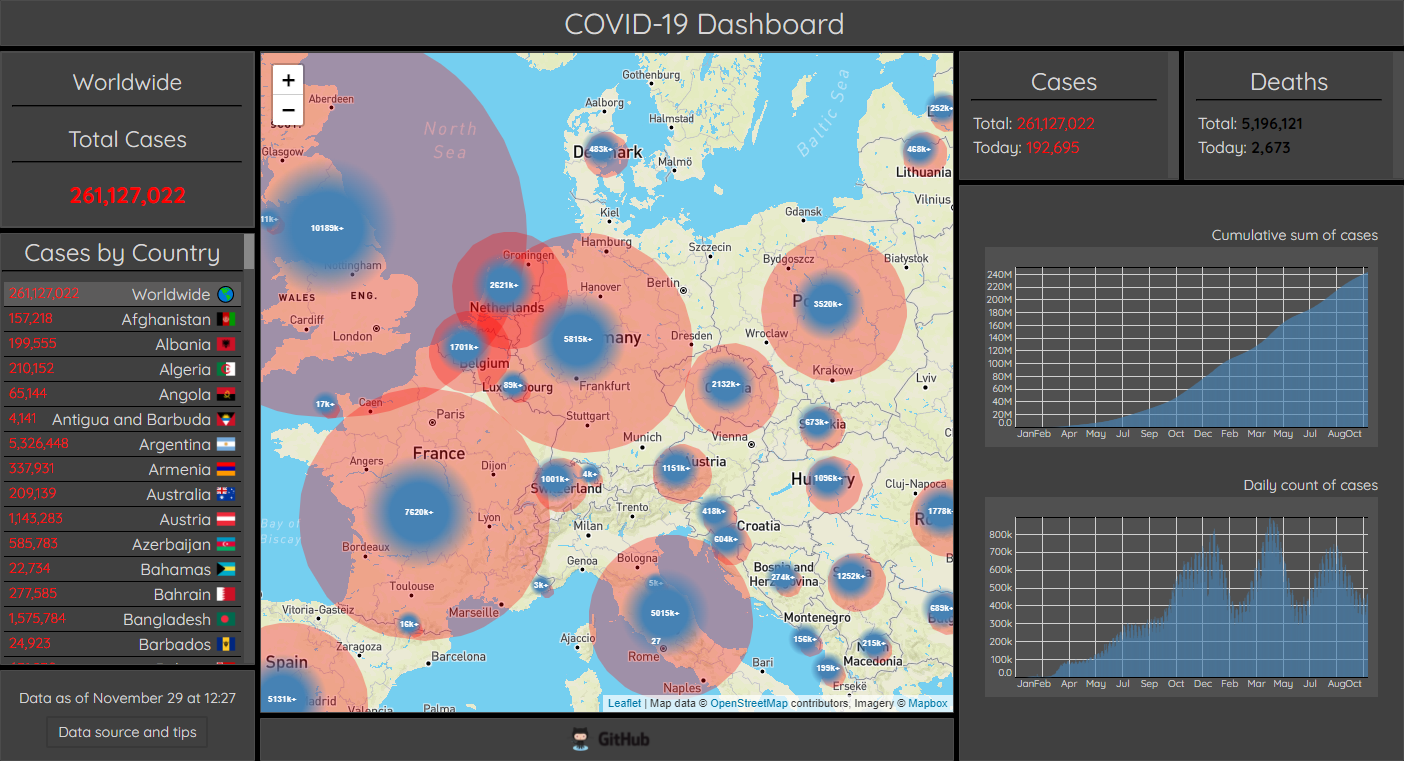 COVID-19 Dashboard
Worldwide
Total Cases
261,127,022
Cases by Country
261,127,022 Worldwide
157,218 Afghanistan
199,555 Albania
210,152 Algeria
65,144 Angola
4,141 Antigua and Barbuda
5,326,448 Argentina
337,931 Armenia
209,139 Australia
1,143,283 Austria
585,783 Azerbaijan
22,734 Bahamas
277,585 Bahrain
1,575,784 Bangladesh
24,923 Barbados
Data as of November 29 at 12:27
Data source and tips
+
−
Gothenburg
Aberdeen
Aalborg
252k+
North
Sea
Halmstad
Baltic Sea
Glasgow
483k+
468k+
Malmö
Lithuania
Vilnius
11k+
10189k+
Kiel
Gdansk
Hamburg
Szczecin
Groningen
Bydgoszcz
Białystok
Nottingham
2621k+
Hanover
Berlin
WALES
ENG.
Netherlands
3520k+
Cardiff
London
5815k+
Dresden
Wroclaw
1701k+
Belgium
Krakow
89k+
Frankfurt
2132k+
Lviv
17k+
Caen
Paris
Stuttgart
673k+
Munich
Vienna
France
Angers
Dijon
1151k+
Austria
1001k+
4k+
Switzerland
1096k+
Cluj-Napoca
7620k+
Lyon
Trento
418k+
1778k+
Bay of
Biscay
Milan
Croatia
604k+
Bordeaux
Genoa
Bologna
Bosnia and
Herzegovina
274k+
1252k+
Toulouse
3k+
5k+
Vitoria-Gasteiz
Marseille
5015k+
689k+
16k+
Montenegro
Zaragoza
Ajaccio
27
156k+
215k+
Spain
Barcelona
Rome
Bari
Macedonia
199k+
5131k+
Naples
Ersekë
Valencia
Palma
Leaflet | Map data © OpenStreetMap contributors, Imagery © Mapbox
GitHub
Cases
Total: 261,127,022
Today: 192,695
Deaths
Total: 5,196,121
Today: 2,673
Cumulative sum of cases
240M
220M
200M
180M
160M
140M
120M
100M
80M
60M
40M
20M
0.0
Jan Feb Apr May Jul Sep Oct Dec Feb Mar May Jul Aug Oct
Daily count of cases
800k
700k
600k
500k
400k
300k
200k
100k
0.0
Jan Feb Apr May Jul Sep Oct Dec Feb Mar May Jul Aug Oct